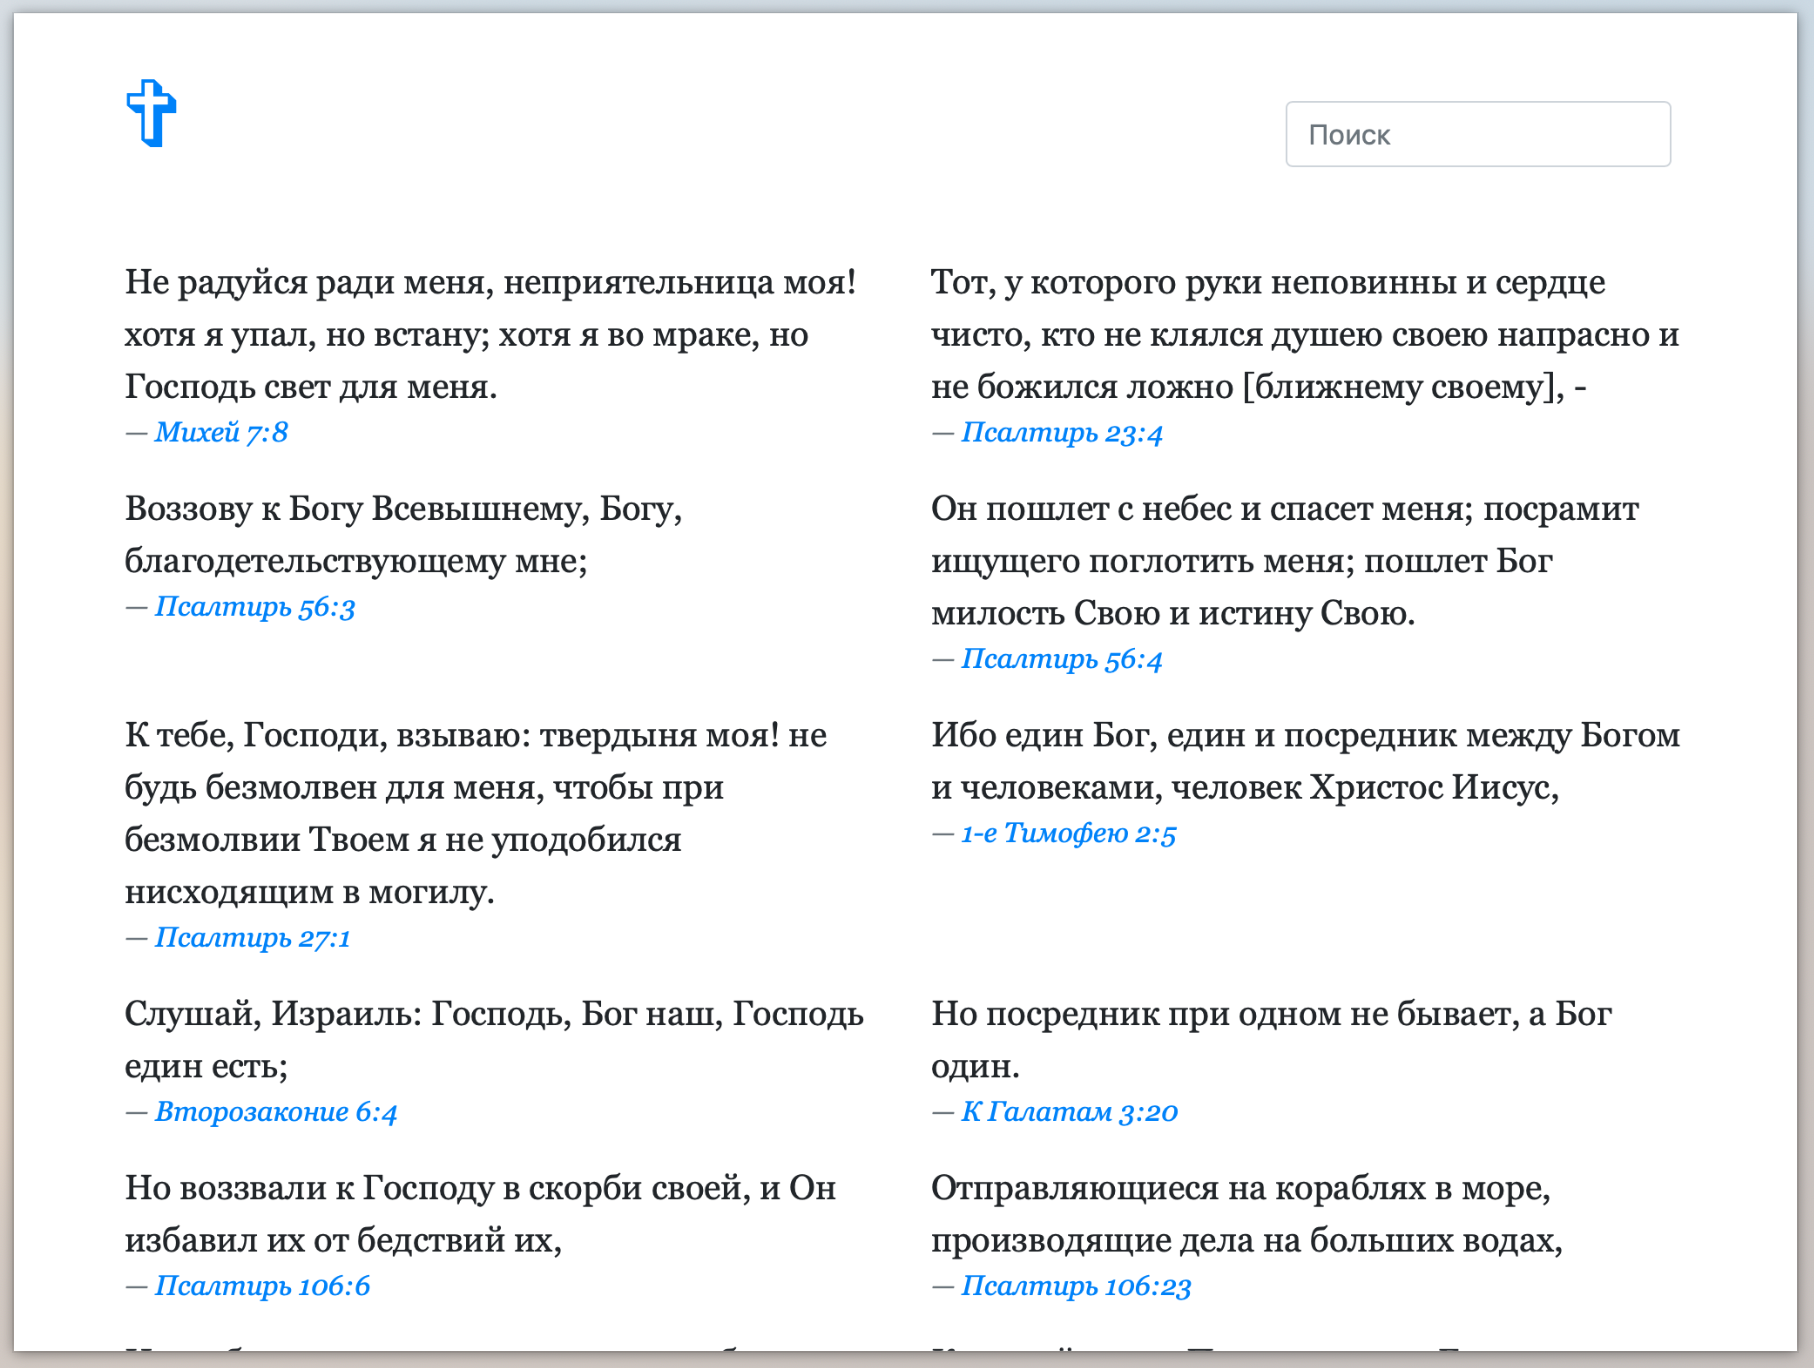 Поиск
Не радуйся ради меня, неприятельница моя!
хотя я упал, но встану; хотя я во мраке, но
Господь свет для меня.
— Михей 7:8
Тот, у которого руки неповинны и сердце
чисто, кто не клялся душею своею напрасно и
не божился ложно [ближнему своему], -
— Псалтирь 23:4
Воззову к Богу Всевышнему, Богу,
благодетельствующему мне;
— Псалтирь 56:3
Он пошлет с небес и спасет меня; посрамит
ищущего поглотить меня; пошлет Бог
милость Свою и истину Свою.
— Псалтирь 56:4
К тебе, Господи, взываю: твердыня моя! не
будь безмолвен для меня, чтобы при
безмолвии Твоем я не уподобился
нисходящим в могилу.
— Псалтирь 27:1
Ибо един Бог, един и посредник между Богом
и человеками, человек Христос Иисус,
— 1-е Тимофею 2:5
Слушай, Израиль: Господь, Бог наш, Господь
един есть;
— Второзаконие 6:4
Но посредник при одном не бывает, а Бог
один.
— К Галатам 3:20
Но воззвали к Господу в скорби своей, и Он
избавил их от бедствий их,
— Псалтирь 106:6
Отправляющиеся на кораблях в море,
производящие дела на больших водах,
— Псалтирь 106:23